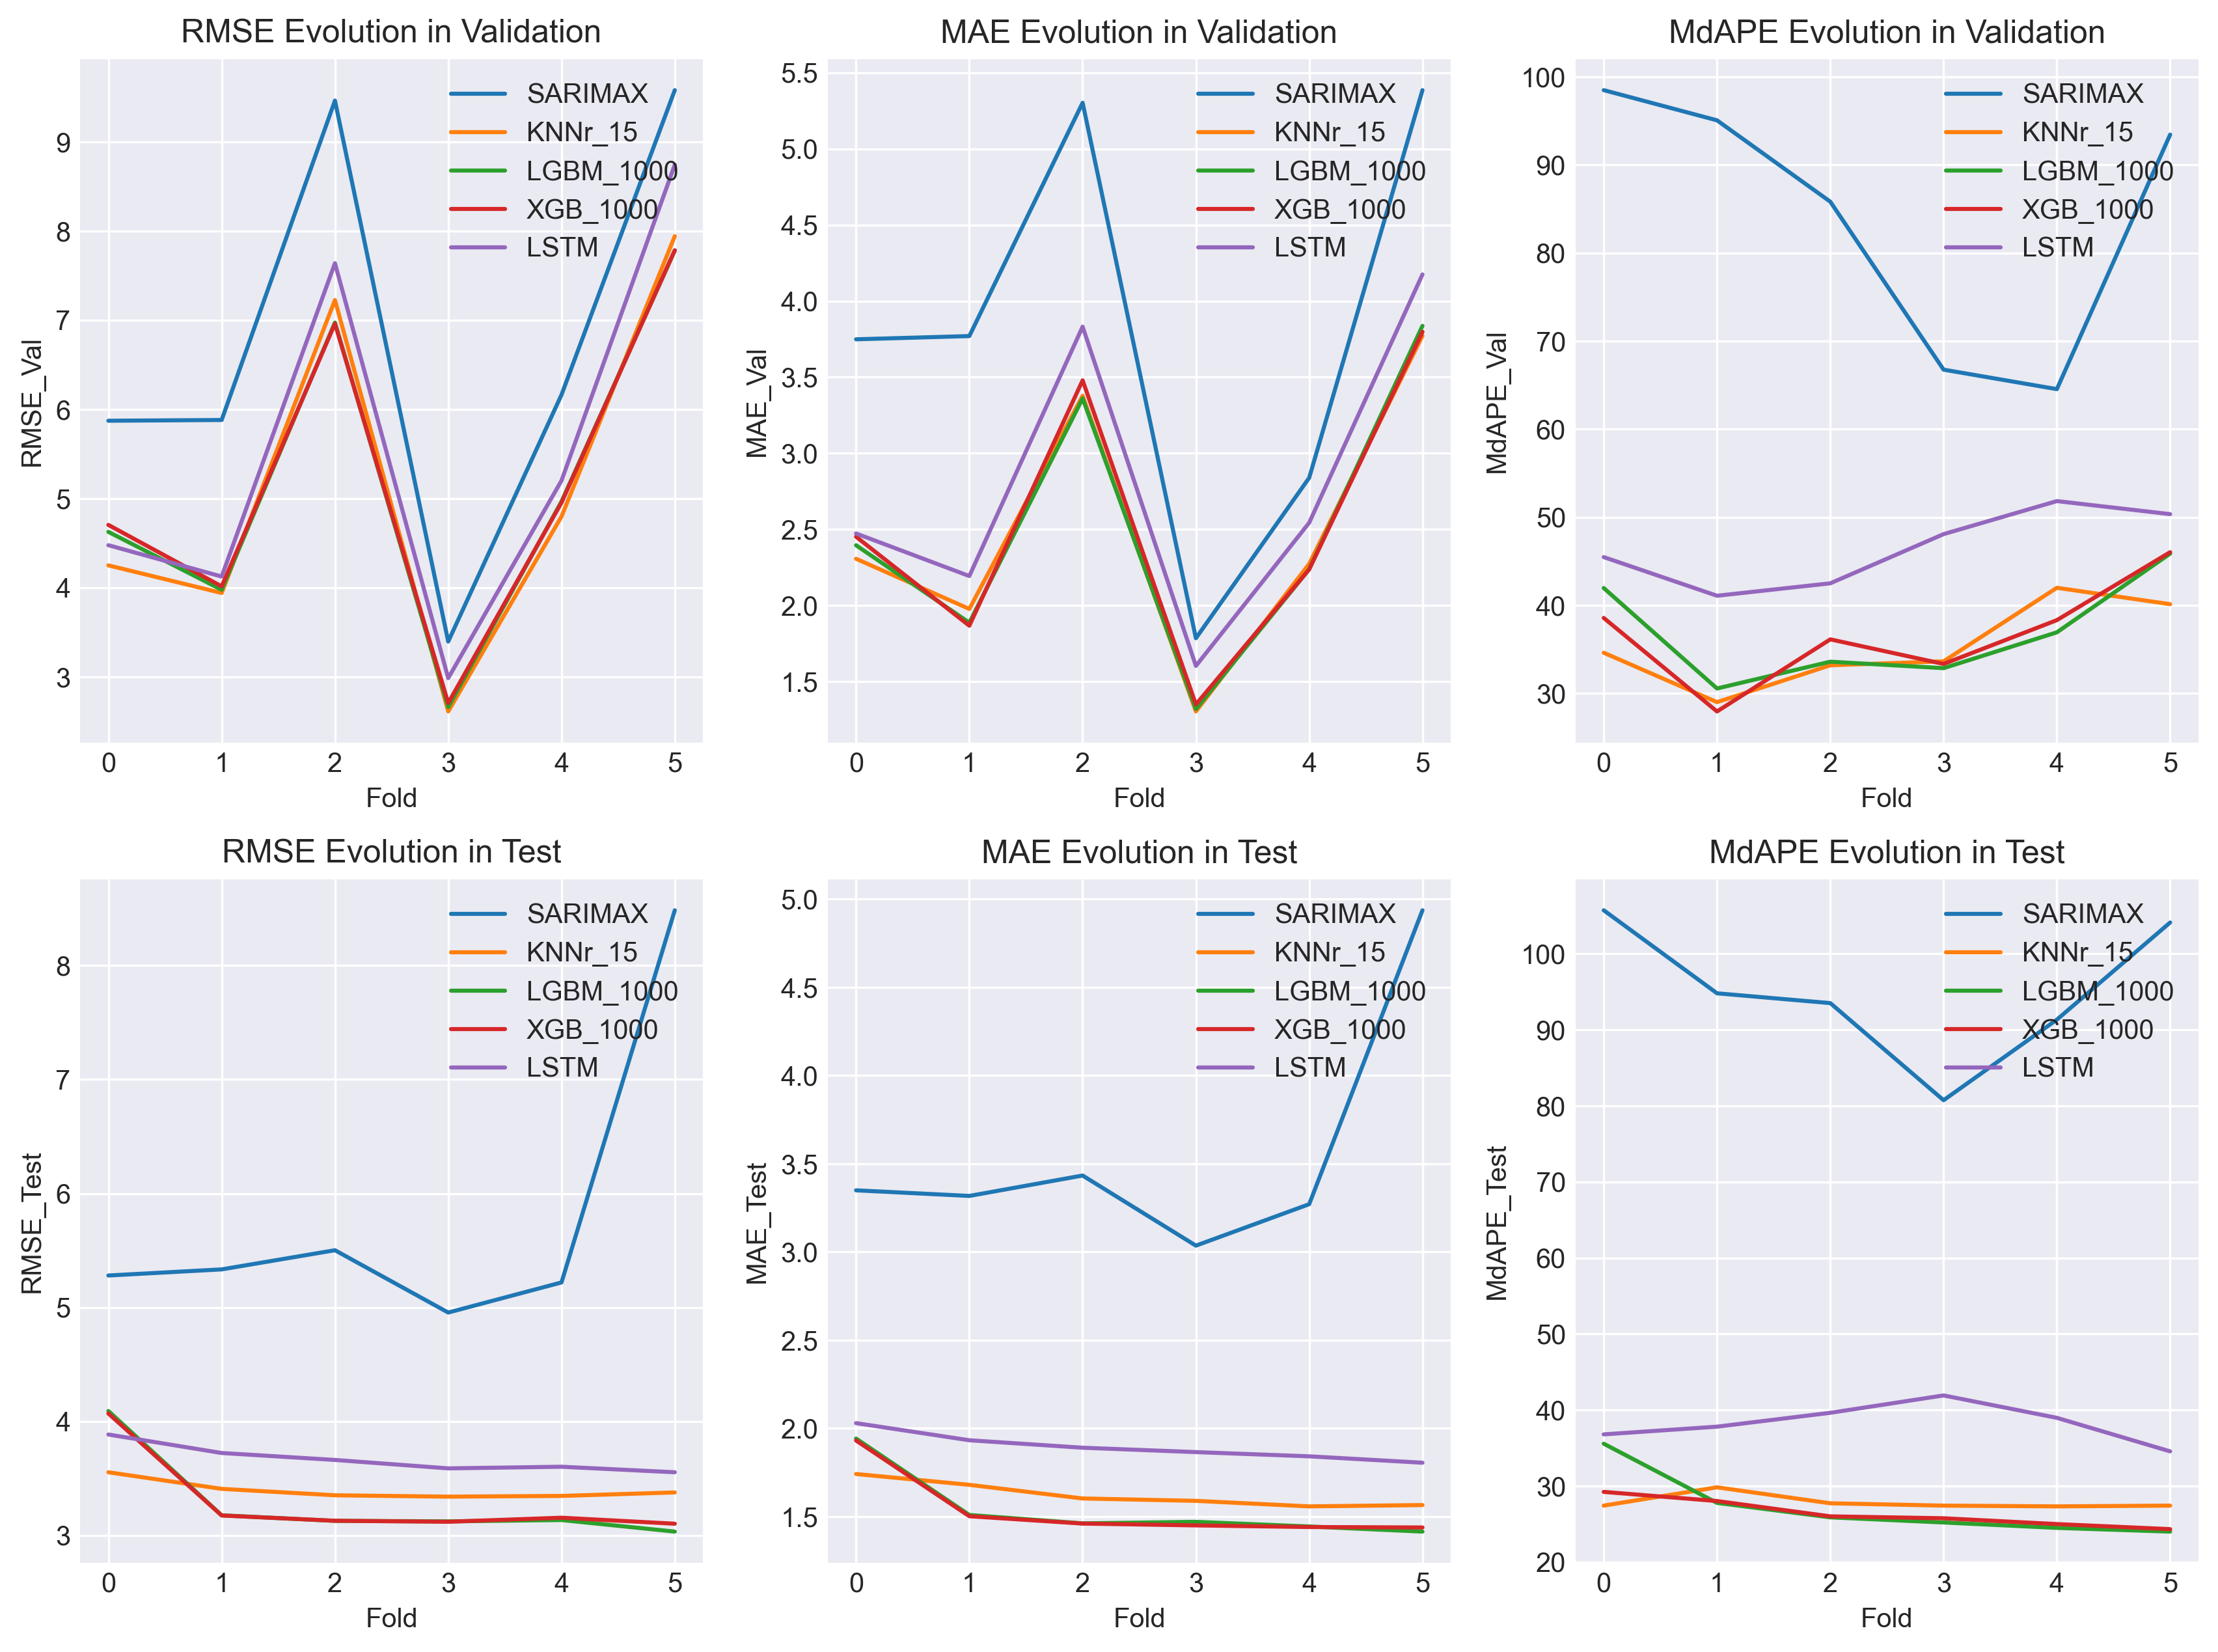 RMSE Evolution in Validation
RMSE_Val
9
8
7
6
5
4
3
SARIMAX
KNNr_15
LGBM_1000
XGB_1000
LSTM
0 1 2 3 4 5
Fold
MAE Evolution in Validation
MAE_Val
5.5
5.0
4.5
4.0
3.5
3.0
2.5
2.0
1.5
SARIMAX
KNNr_15
LGBM_1000
XGB_1000
LSTM
0 1 2 3 4 5
Fold
MdAPE Evolution in Validation
MdAPE_Val
100
90
80
70
60
50
40
30
SARIMAX
KNNr_15
LGBM_1000
XGB_1000
LSTM
0 1 2 3 4 5
Fold
RMSE Evolution in Test
RMSE_Test
8
7
6
5
4
3
SARIMAX
KNNr_15
LGBM_1000
XGB_1000
LSTM
0 1 2 3 4 5
Fold
MAE Evolution in Test
MAE_Test
5.0
4.5
4.0
3.5
3.0
2.5
2.0
1.5
SARIMAX
KNNr_15
LGBM_1000
XGB_1000
LSTM
0 1 2 3 4 5
Fold
MdAPE Evolution in Test
MdAPE_Test
100
90
80
70
60
50
40
30
20
SARIMAX
KNNr_15
LGBM_1000
XGB_1000
LSTM
0 1 2 3 4 5
Fold